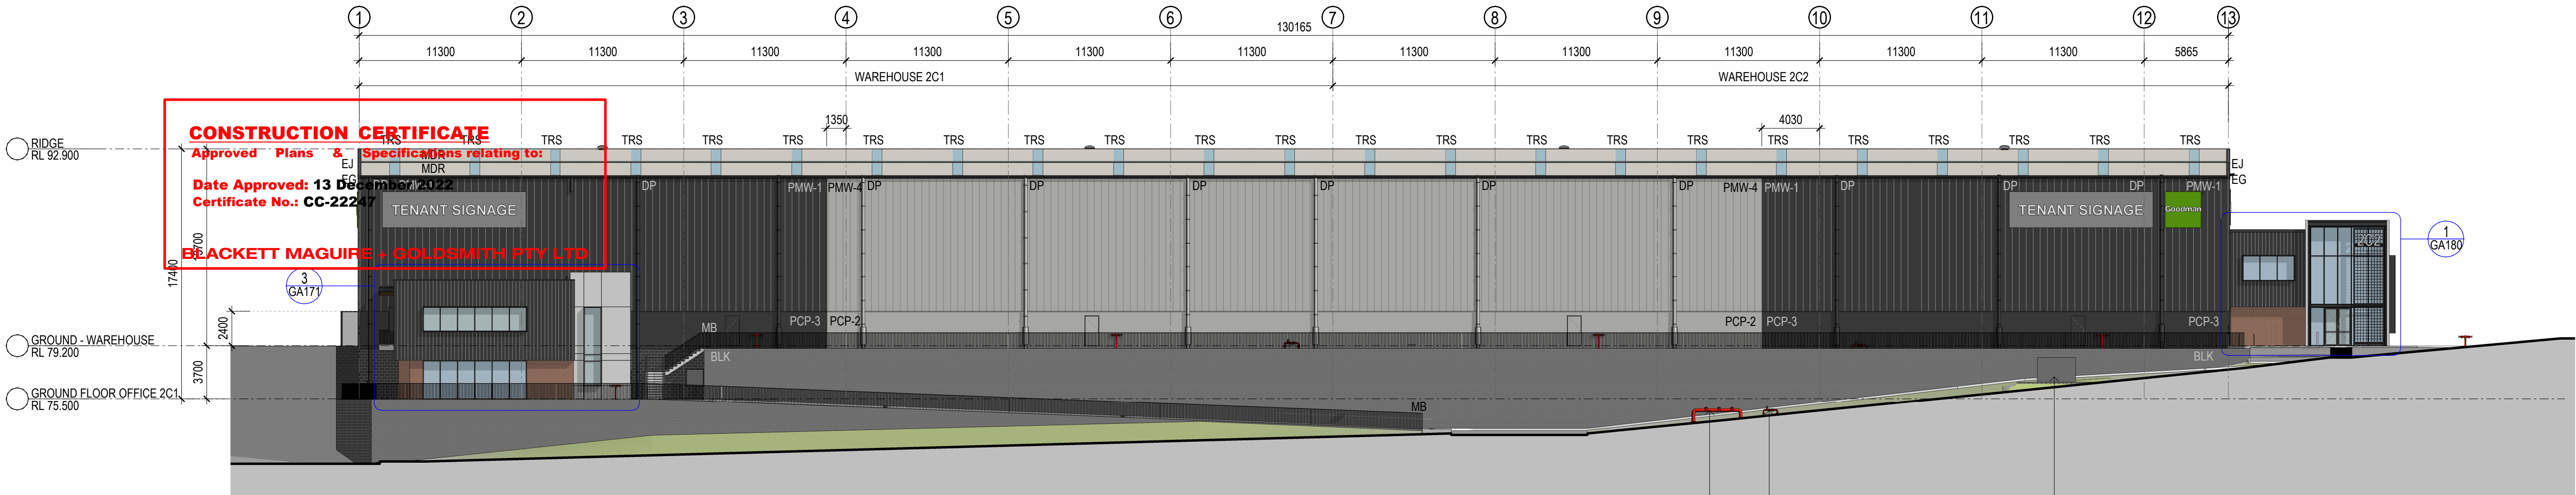 1 2 3 4 5 6 7 8 9 10 11 12 13
130165
11300 11300 11300 11300 11300 11300 11300 11300 11300 11300 11300 5865
WAREHOUSE 2C1 WAREHOUSE 2C2
1350 4030
CONSTRUCTION CERTIFICATE
TRS TRS TRS TRS TRS TRS TRS TRS TRS TRS TRS TRS TRS TRS TRS TRS TRS TRS TRS TRS TRS TRS TRS
RIDGE
RL 92.900
Approved Plans & Specifications relating to:
MDR
EJ MDR EJ
EG EG
Date Approved: 13 December 2022
DP PMW-1 PMW-4 DP DP DP DP DP DP PMW-4 PMW-1 DP DP DP PMW-1
Certificate No.: CC-22247
TENANT SIGNAGE TENANT SIGNAGE Goodman
1
GA180
2C2
BLACKETT MAGUIRE + GOLDSMITH PTY LTD
17400
3
GA171
2400
PCP-3 PCP-2 PCP-2 PCP-3 PCP-3
MB
GROUND - WAREHOUSE
RL 79.200
BLK BLK
3700
GROUND FLOOR OFFICE 2C1
RL 75.500
MB